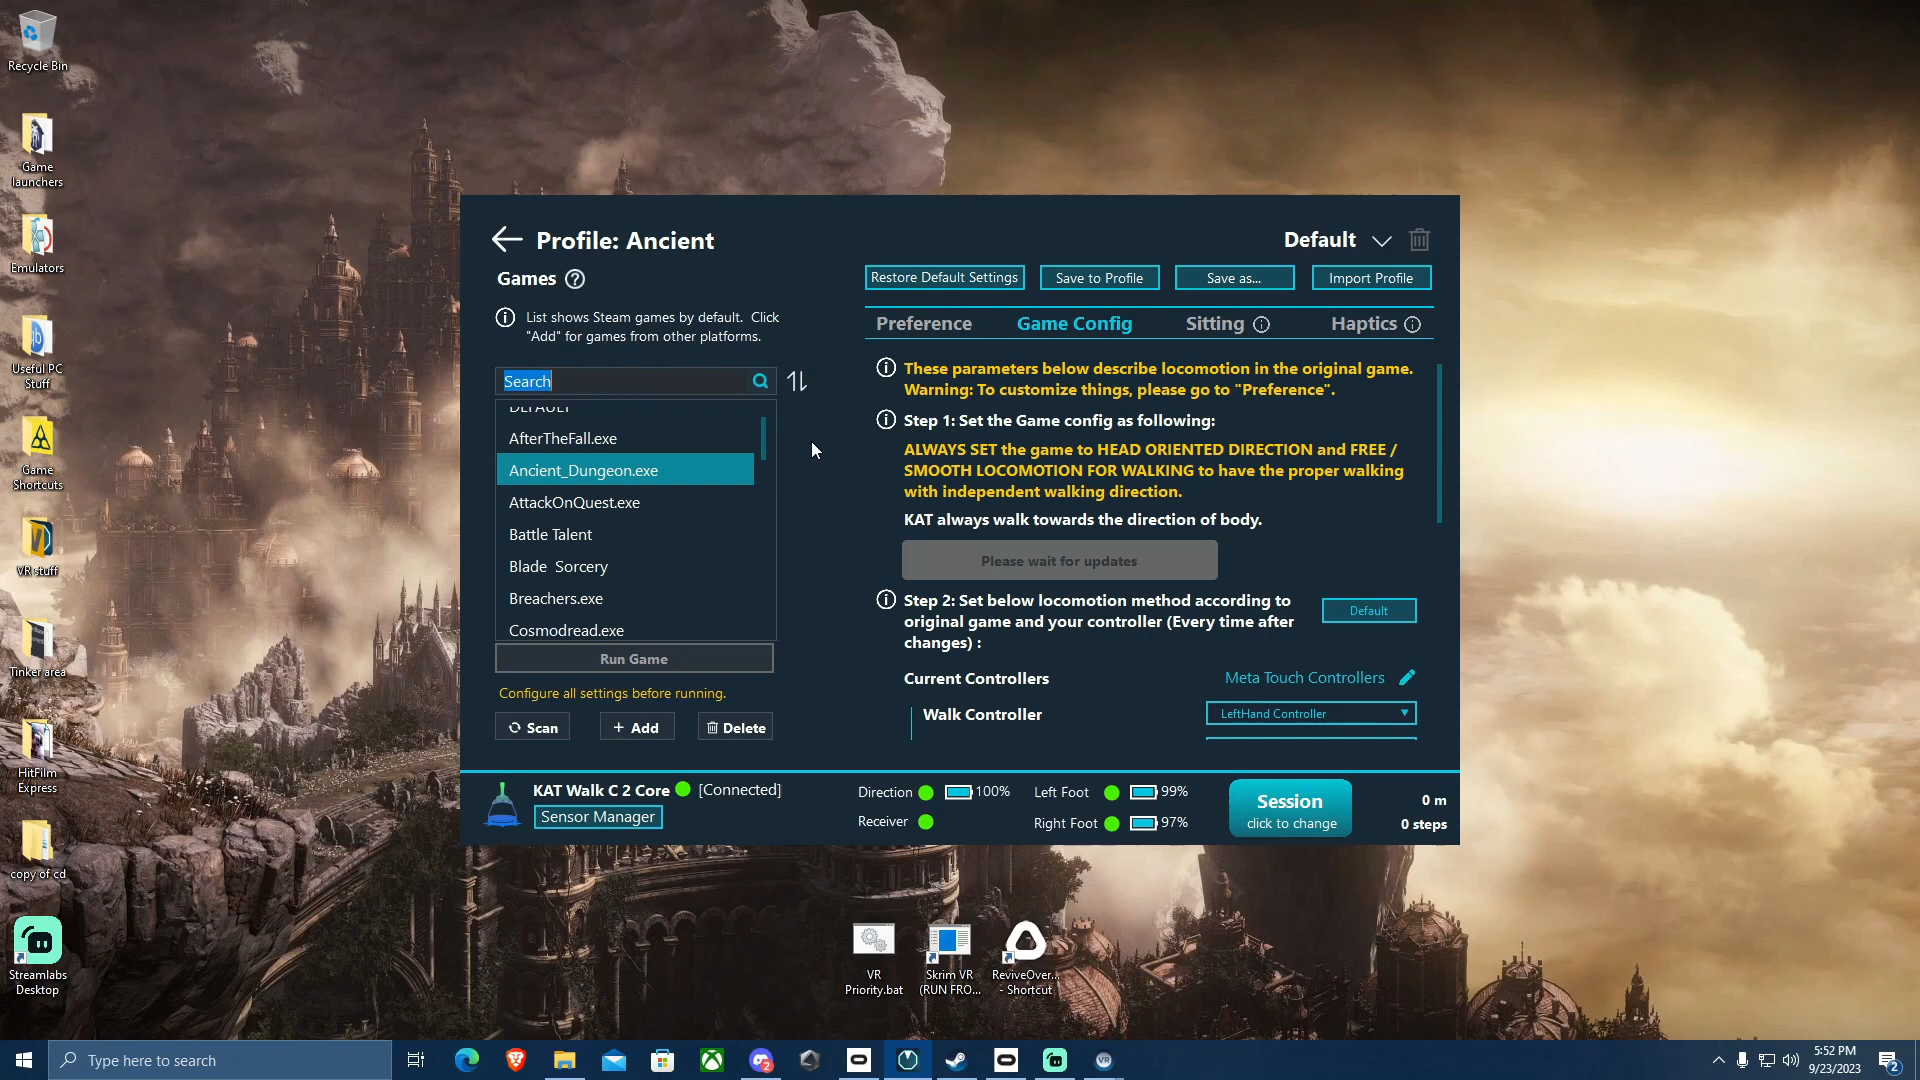 Recycle Bin
Game
launchers
Emulators
Useful PC
Stuff
Game
Shortcuts
VR stuff
Tinker area
HitFilm
Express
copy of cd
Streamlabs
Desktop
Profile: Ancient
Default
Games ?
Restore Default Settings
Save to Profile
Save as...
Import Profile
List shows Steam games by default. Click
"Add" for games from other platforms.
Preference
Game Config
Sitting
Haptics
Search
DEFAULT
AfterTheFall.exe
Ancient_Dungeon.exe
AttackOnQuest.exe
Battle Talent
Blade Sorcery
Breachers.exe
Cosmodread.exe
Run Game
Configure all settings before running.
Scan
+ Add
Delete
These parameters below describe locomotion in the original game.
Warning: To customize things, please go to "Preference".
Step 1: Set the Game config as following:
ALWAYS SET the game to HEAD ORIENTED DIRECTION and FREE /
SMOOTH LOCOMOTION FOR WALKING to have the proper walking
with independent walking direction.
KAT always walk towards the direction of body.
Please wait for updates
Step 2: Set below locomotion method according to
original game and your controller (Every time after
changes) :
Default
Current Controllers
Meta Touch Controllers
Walk Controller
LeftHand Controller
KAT Walk C 2 Core
[Connected]
Sensor Manager
Direction
100%
Left Foot
99%
Receiver
Right Foot
97%
Session
click to change
0 m
0 steps
VR
Priority.bat
Skrim VR
(RUN FRO...
ReviveOver...
- Shortcut
Type here to search
2
VR
5:52 PM
9/23/2023
2